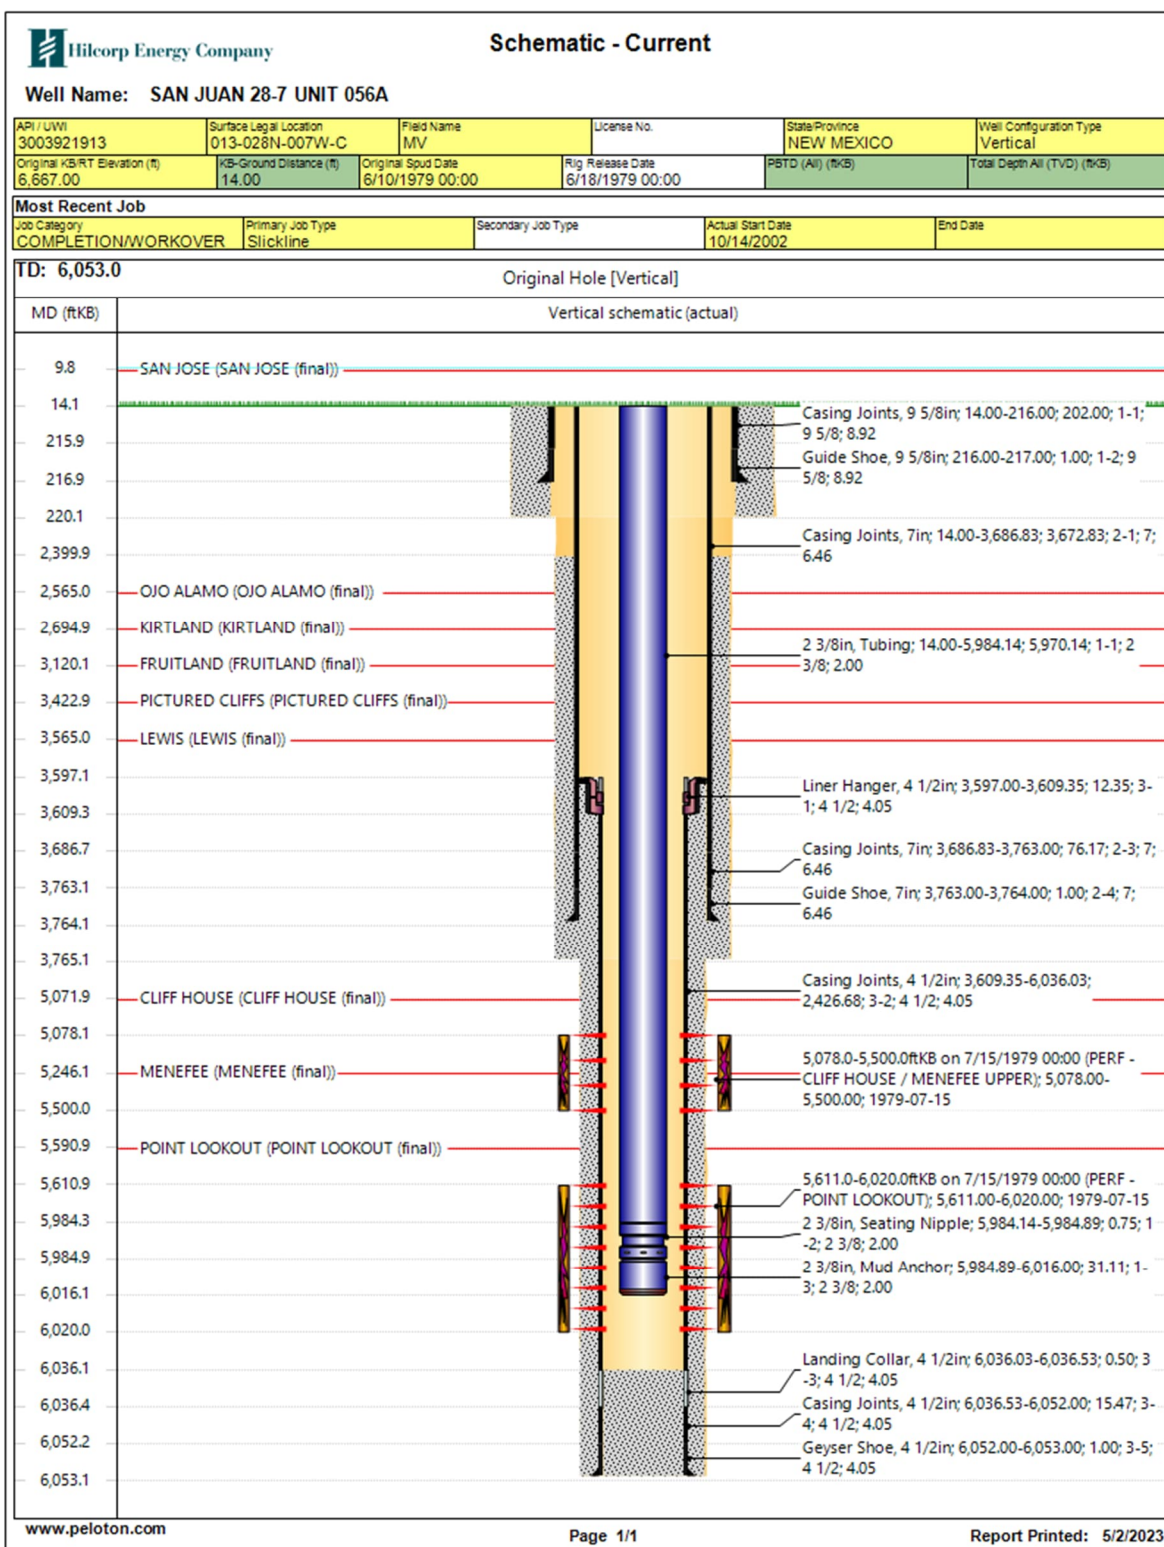 Hilcorp Energy Company
Schematic - Current
Well Name: SAN JUAN 28-7 UNIT 056A
API / UWI
3003921913
Surface Legal Location
013-028N-007W-C
Field Name
MV
License No.
State/Province
NEW MEXICO
Well Configuration Type
Vertical
Original KB/RT Elevation (ft)
6,667.00
KB-Ground Distance (ft)
14.00
Original Spud Date
6/10/1979 00:00
Rig Release Date
6/18/1979 00:00
PBTD (All) (ftKB)
Total Depth All (TVD) (ftKB)
Most Recent Job
Job Category
COMPLETION/WORKOVER
Primary Job Type
Slickline
Secondary Job Type
Actual Start Date
10/14/2002
End Date
TD: 6,053.0
Original Hole [Vertical]
MD (ftKB)
Vertical schematic (actual)
9.8
SAN JOSE (SAN JOSE (final))
14.1
Casing Joints, 9 5/8in; 14.00-216.00; 202.00; 1-1;
9 5/8; 8.92
215.9
Guide Shoe, 9 5/8in; 216.00-217.00; 1.00; 1-2; 9
5/8; 8.92
216.9
220.1
Casing Joints, 7in; 14.00-3,686.83; 3,672.83; 2-1; 7;
6.46
2,399.9
2,565.0
OJO ALAMO (OJO ALAMO (final))
2,694.9
KIRTLAND (KIRTLAND (final))
2 3/8in, Tubing; 14.00-5,984.14; 5,970.14; 1-1; 2
3/8; 2.00
3,120.1
FRUITLAND (FRUITLAND (final))
3,422.9
PICTURED CLIFFS (PICTURED CLIFFS (final))
3,565.0
LEWIS (LEWIS (final))
3,597.1
Liner Hanger, 4 1/2in; 3,597.00-3,609.35; 12.35; 3-
1; 4 1/2; 4.05
3,609.3
3,686.7
Casing Joints, 7in; 3,686.83-3,763.00; 76.17; 2-3; 7;
6.46
3,763.1
Guide Shoe, 7in; 3,763.00-3,764.00; 1.00; 2-4; 7;
6.46
3,764.1
3,765.1
Casing Joints, 4 1/2in; 3,609.35-6,036.03;
2,426.68; 3-2; 4 1/2; 4.05
5,071.9
CLIFF HOUSE (CLIFF HOUSE (final))
5,078.1
5,246.1
MENEFEE (MENEFEE (final))
5,078.0-5,500.0ftKB on 7/15/1979 00:00 (PERF -
CLIFF HOUSE / MENEFEE UPPER); 5,078.00-
5,500.00; 1979-07-15
5,500.0
5,590.9
POINT LOOKOUT (POINT LOOKOUT (final))
5,610.9
5,611.0-6,020.0ftKB on 7/15/1979 00:00 (PERF -
POINT LOOKOUT); 5,611.00-6,020.00; 1979-07-15
5,984.3
2 3/8in, Seating Nipple; 5,984.14-5,984.89; 0.75; 1
-2; 2 3/8; 2.00
5,984.9
2 3/8in, Mud Anchor; 5,984.89-6,016.00; 31.11; 1-
3; 2 3/8; 2.00
6,016.1
6,020.0
6,036.1
Landing Collar, 4 1/2in; 6,036.03-6,036.53; 0.50; 3
-3; 4 1/2; 4.05
6,036.4
Casing Joints, 4 1/2in; 6,036.53-6,052.00; 15.47; 3-
4; 4 1/2; 4.05
6,052.2
Geyser Shoe, 4 1/2in; 6,052.00-6,053.00; 1.00; 3-5;
4 1/2; 4.05
6,053.1
www.peloton.com
Page 1/1
Report Printed: 5/2/2023